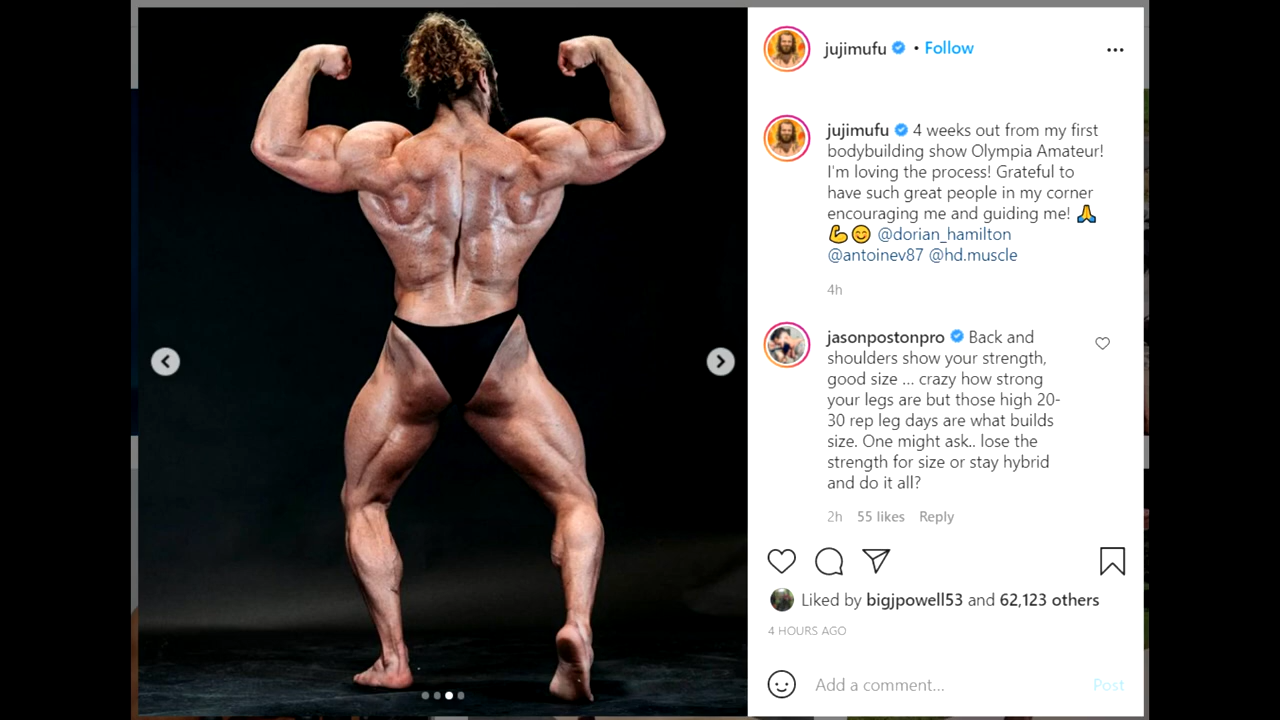 jujimufu • Follow
jujimufu 4 weeks out from my first
bodybuilding show Olympia Amateur!
I'm loving the process! Grateful to
have such great people in my corner
encouraging me and guiding me! 🙏
💪😊 @dorian_hamilton
@antoinev87 @hd.muscle
4h
jasonpostonpro Back and
shoulders show your strength,
good size ... crazy how strong
your legs are but those high 20-
30 rep leg days are what builds
size. One might ask.. lose the
strength for size or stay hybrid
and do it all?
2h 55 likes Reply
Liked by bigjpowell53 and 62,123 others
4 HOURS AGO
Add a comment... Post